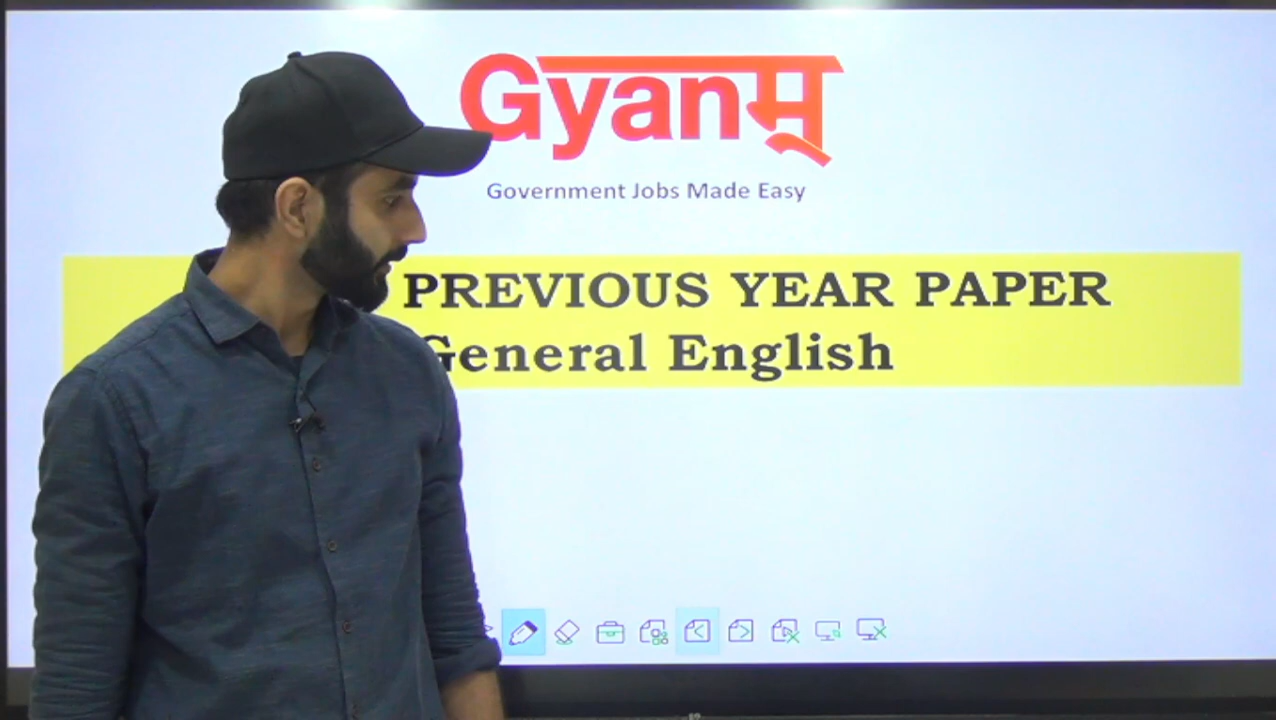 Gyanम्
Government Jobs Made Easy
PREVIOUS YEAR PAPER
General English